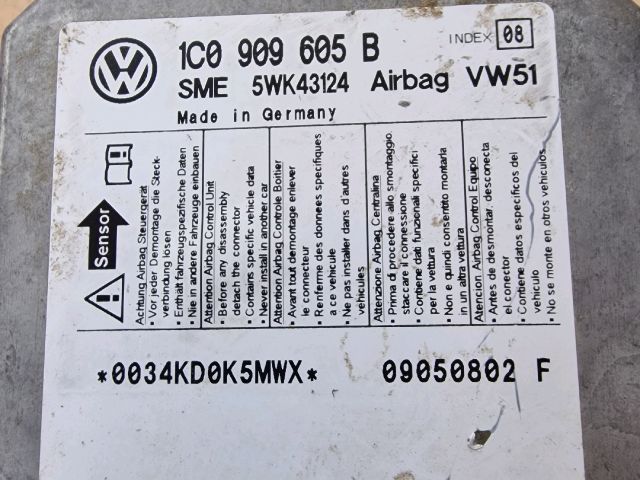 1C0 909 605 B INDEX 08
SME 5WK43124 Airbag VW51
Made in Germany
Sensor
Achtung Airbag Steuergerät
• Vor jeder Demontage die Steck-
verbindung lösen
• Enthält fahrzeugspezifische Daten
• Nie in andere Fahrzeuge einbauen
Attention Airbag Control Unit
• Before any disassembly
detach the connector
• Contains specific vehicle data
• Never install in another car
Attention Airbag Controle Boitier
• Avant tout demontage enlever
le connecteur
• Renferme des donnees specifiques
a ce vehicule
• Ne pas installer dans d'autres
vehicules
Attenzione Airbag Centralina
• Prima di procedere allo smontaggio
staccare il connessione
• Contiene dati funzionali specifici
per la vettura
• Non e quindi consentito montarla
in un altra vettura
Atencion Airbag Control Equipo
• Antes de desmontar, desconecta
el conector
• Contiene datos especificos del
vehiculo
• No se monte en otros vehiculos
*0034KD0K5MWX* 09050802 F